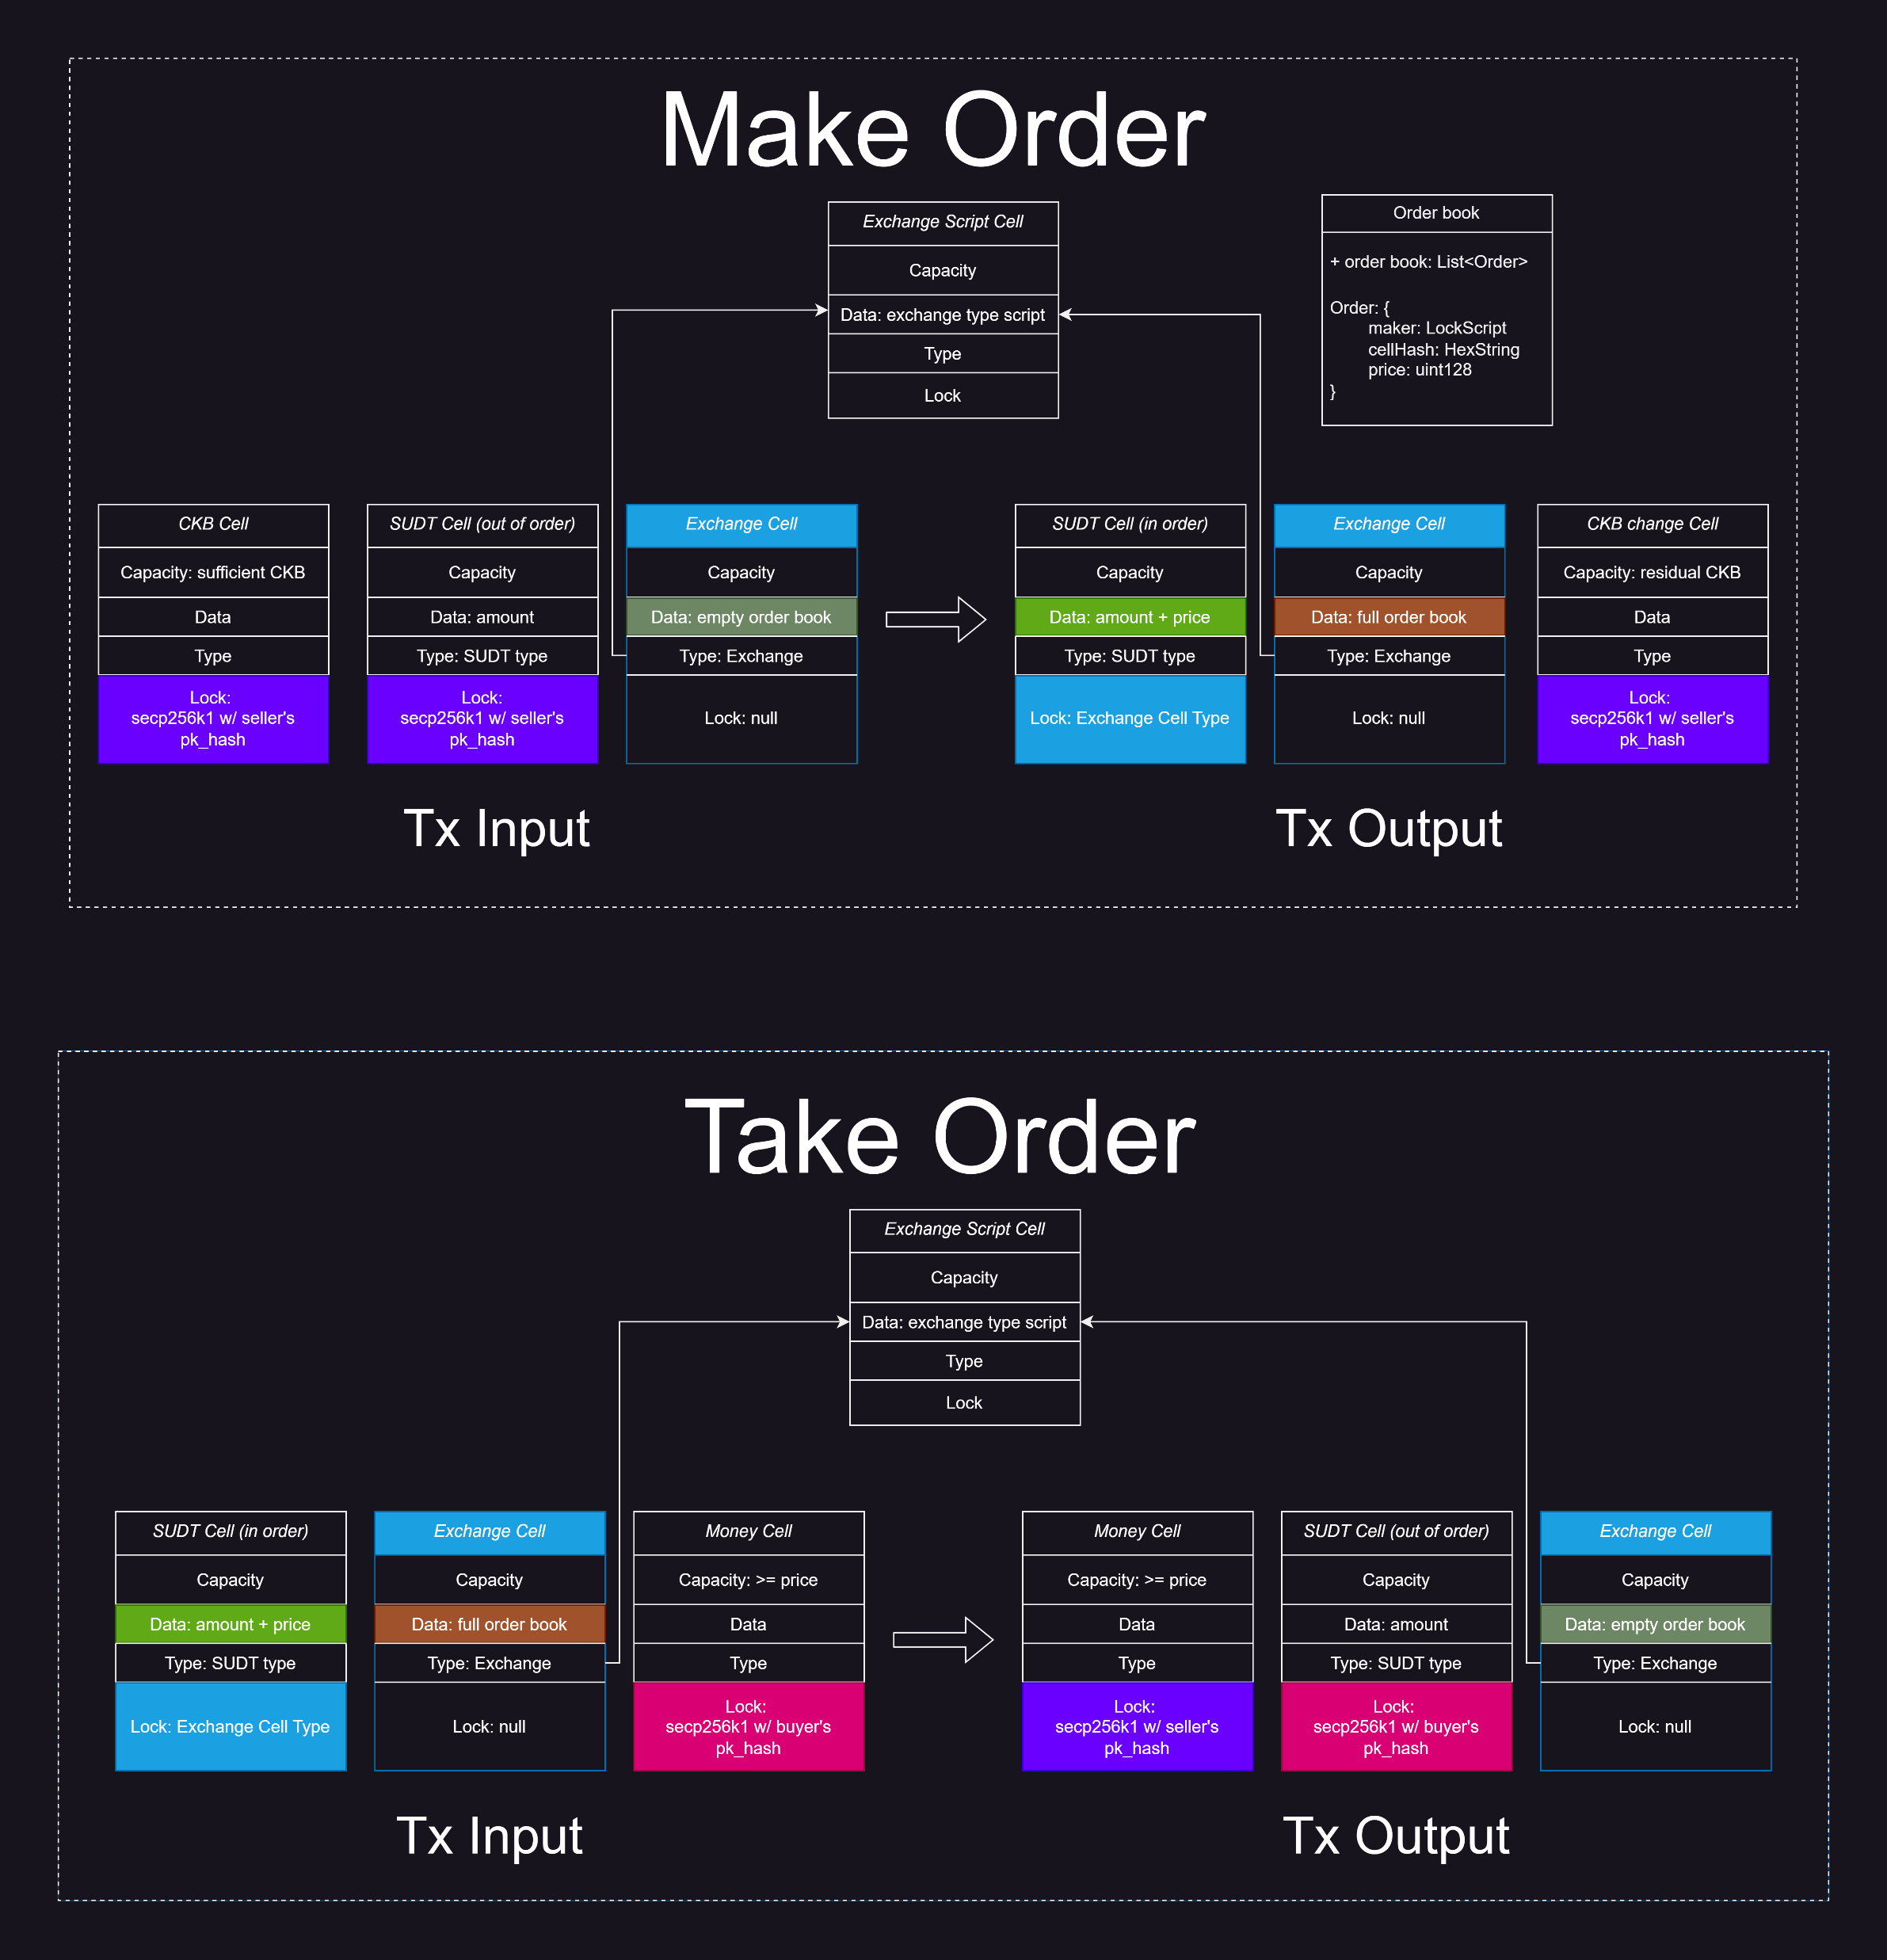 Make Order
Exchange Script Cell
Capacity
Data: exchange type script
Type
Lock
Order book
+ order book: List<Order>
Order: {
maker: LockScript
cellHash: HexString
price: uint128
}
CKB Cell
Capacity: sufficient CKB
Data
Type
Lock:
secp256k1 w/ seller's
pk_hash
SUDT Cell (out of order)
Capacity
Data: amount
Type: SUDT type
Lock:
secp256k1 w/ seller's
pk_hash
Exchange Cell
Capacity
Data: empty order book
Type: Exchange
Lock: null
SUDT Cell (in order)
Capacity
Data: amount + price
Type: SUDT type
Lock: Exchange Cell Type
Exchange Cell
Capacity
Data: full order book
Type: Exchange
Lock: null
CKB change Cell
Capacity: residual CKB
Data
Type
Lock:
secp256k1 w/ seller's
pk_hash
Tx Input
Tx Output
Take Order
Exchange Script Cell
Capacity
Data: exchange type script
Type
Lock
SUDT Cell (in order)
Capacity
Data: amount + price
Type: SUDT type
Lock: Exchange Cell Type
Exchange Cell
Capacity
Data: full order book
Type: Exchange
Lock: null
Money Cell
Capacity: >= price
Data
Type
Lock:
secp256k1 w/ buyer's
pk_hash
Money Cell
Capacity: >= price
Data
Type
Lock:
secp256k1 w/ seller's
pk_hash
SUDT Cell (out of order)
Capacity
Data: amount
Type: SUDT type
Lock:
secp256k1 w/ buyer's
pk_hash
Exchange Cell
Capacity
Data: empty order book
Type: Exchange
Lock: null
Tx Input
Tx Output